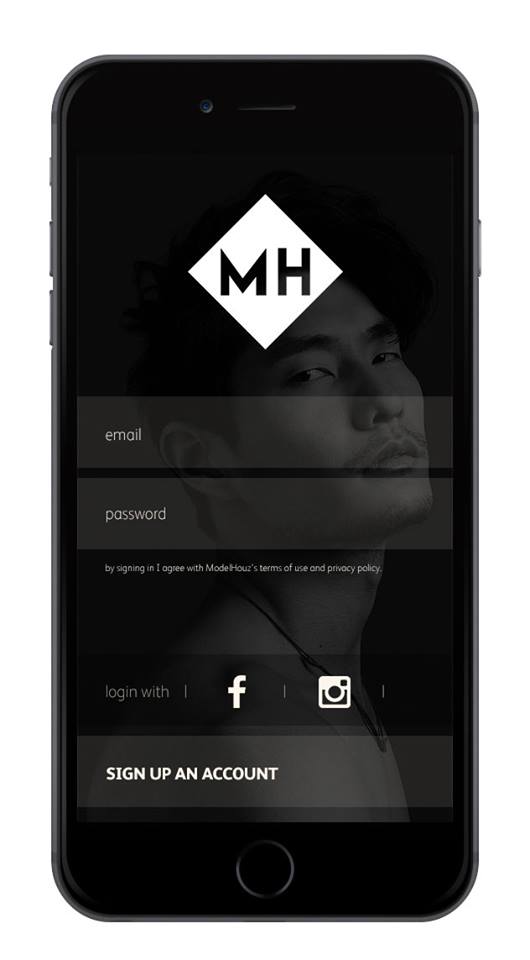 MH
email
password
by signing in I agree with ModelHouz's terms of use and privacy policy.
login with | | |
SIGN UP AN ACCOUNT